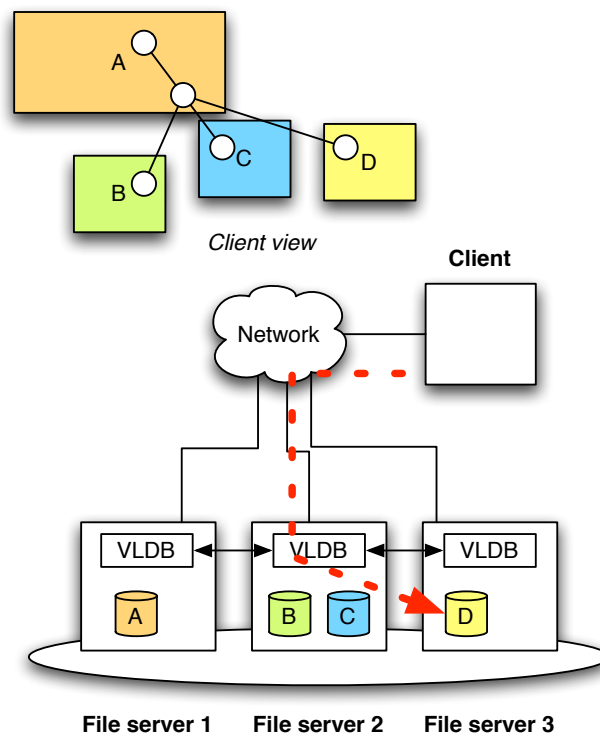 A
C
D
B
Client view
Client
Network
VLDB
VLDB
VLDB
A
B
C
D
File server 1
File server 2
File server 3